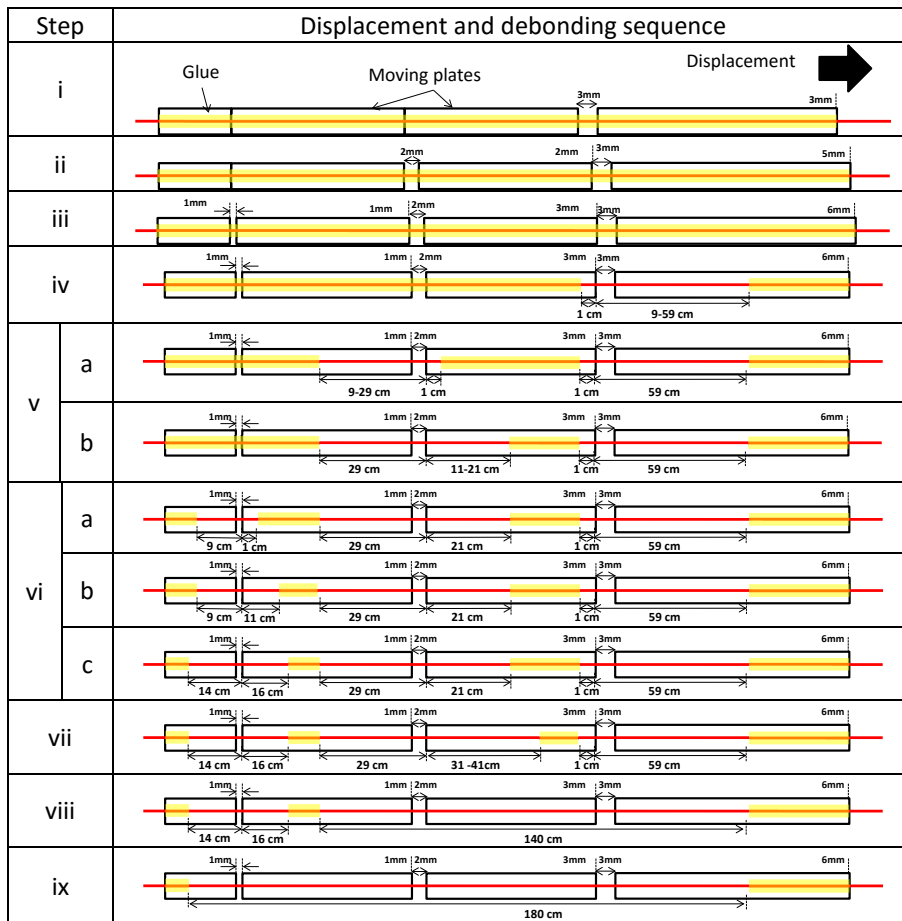 Step Displacement and debonding sequence
i Glue Moving plates Displacement
3mm 3mm
ii 2mm 2mm 3mm 5mm
iii 1mm 1mm 2mm 3mm 3mm 6mm
iv 1mm 1mm 2mm 3mm 3mm 6mm
1 cm 9-59 cm
v a 1mm 1mm 2mm 3mm 3mm 6mm
9-29 cm 1 cm 1 cm 59 cm
b 1mm 1mm 2mm 3mm 3mm 6mm
29 cm 11-21 cm 1 cm 59 cm
vi a 1mm 1mm 2mm 3mm 3mm 6mm
9 cm 1 cm 29 cm 21 cm 1 cm 59 cm
b 1mm 1mm 2mm 3mm 3mm 6mm
9 cm 11 cm 29 cm 21 cm 1 cm 59 cm
c 1mm 1mm 2mm 3mm 3mm 6mm
14 cm 16 cm 29 cm 21 cm 1 cm 59 cm
vii 1mm 1mm 2mm 3mm 3mm 6mm
14 cm 16 cm 29 cm 31 -41cm 1 cm 59 cm
viii 1mm 1mm 2mm 3mm 3mm 6mm
14 cm 16 cm 140 cm
ix 1mm 1mm 2mm 3mm 3mm 6mm
180 cm